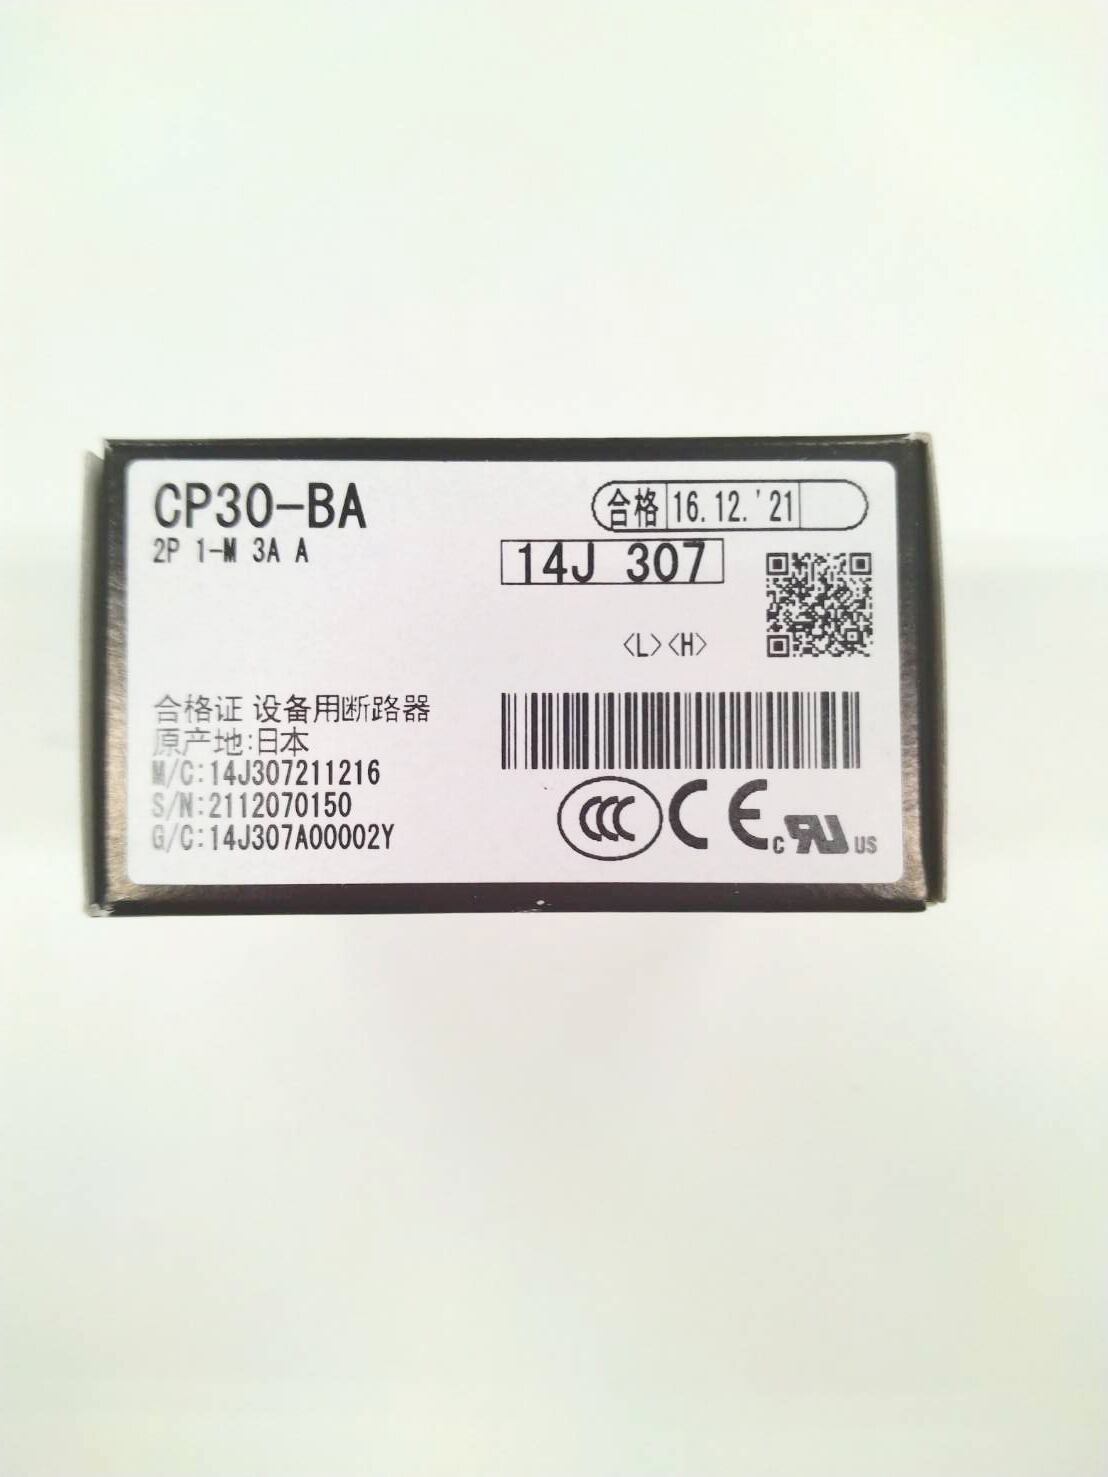 CP30-BA
2P 1-M 3A A
合格 16.12.'21
14J 307
<L><H>
合格证 设备用断路器
原产地:日本
M/C:14J307211216
S/N:2112070150
G/C:14J307A00002Y
CCC CE c RU US